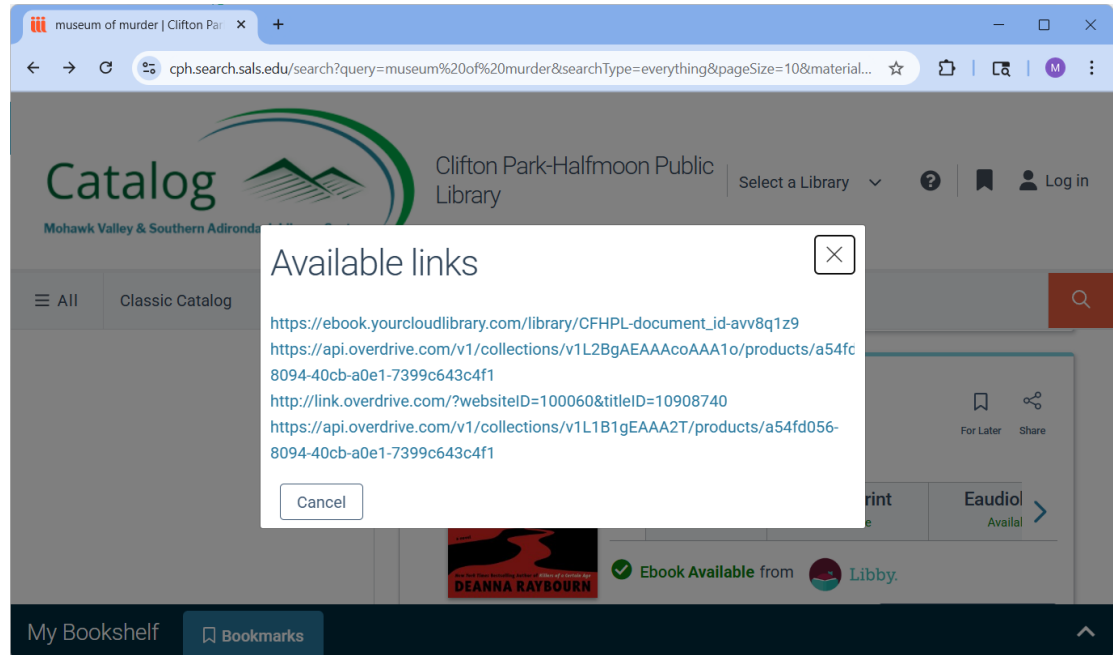 museum of murder | Clifton Par
cph.search.sals.edu/search?query=museum%20of%20murder&searchType=everything&pageSize=10&material...
M
Catalog
Mohawk Valley & Southern
Clifton Park-Halfmoon Public
Library
Select a Library
Log in
Available links
All
Classic Catalog
https://ebook.yourcloudlibrary.com/library/CFHPL-document_id-avv8q1z9
https://api.overdrive.com/v1/collections/v1L2BgAEAAAcoAAA1o/products/a54fd
8094-40cb-a0e1-7399c643c4f1
http://link.overdrive.com/?websiteID=100060&titleID=10908740
https://api.overdrive.com/v1/collections/v1L1B1gEAAA2T/products/a54fd056-
8094-40cb-a0e1-7399c643c4f1
Cancel
For Later
Share
rint
Eaudio
Availa
DEANNA RAYBOURN
Ebook Available from Libby.
My Bookshelf
Bookmarks